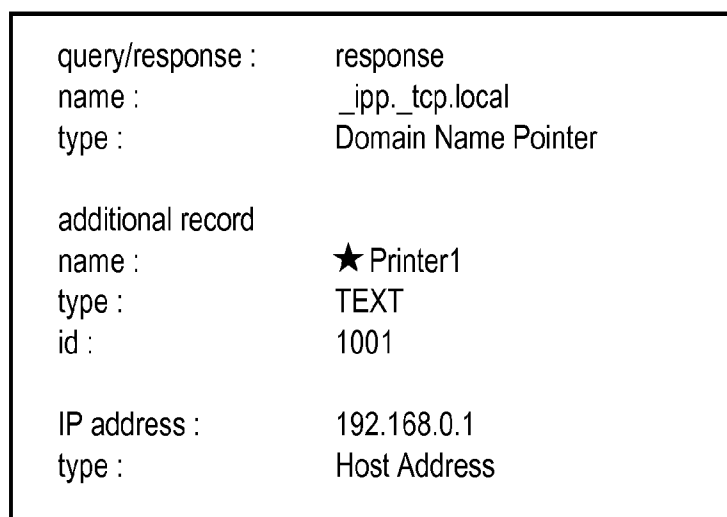 query/response : response
name : _ipp._tcp.local
type : Domain Name Pointer
additional record
name : ★ Printer1
type : TEXT
id : 1001
IP address : 192.168.0.1
type : Host Address